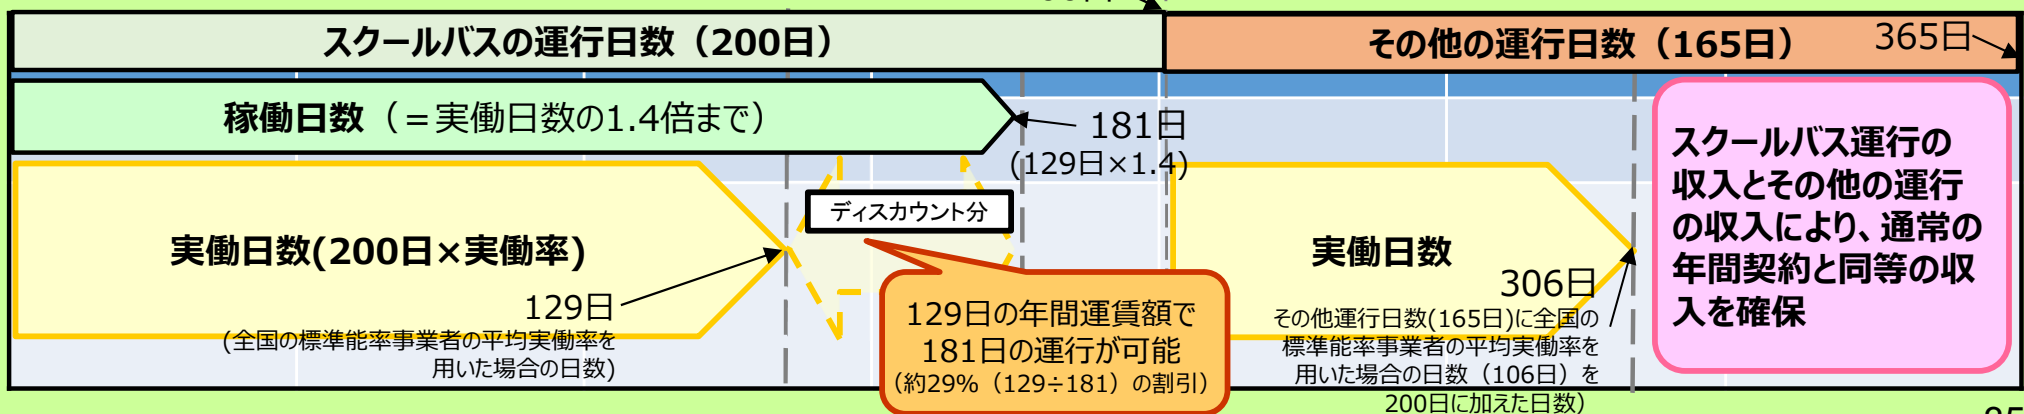 スクールバスの運行日数（200日）
その他の運行日数（165日）
365日
稼働日数（＝実働日数の1.4倍まで）
181日
(129日×1.4)
実働日数(200日×実働率)
129日
(全国の標準能率事業者の平均実働率を
用いた場合の日数)
ディスカウント分
129日の年間運賃額で
181日の運行が可能
（約29%（129÷181）の割引）
実働日数
306日
その他運行日数(165日)に全国の
標準能率事業者の平均実働率を
用いた場合の日数（106日）を
200日に加えた日数）
スクールバス運行の
収入とその他の運行
の収入により、通常の
年間契約と同等の収
入を確保